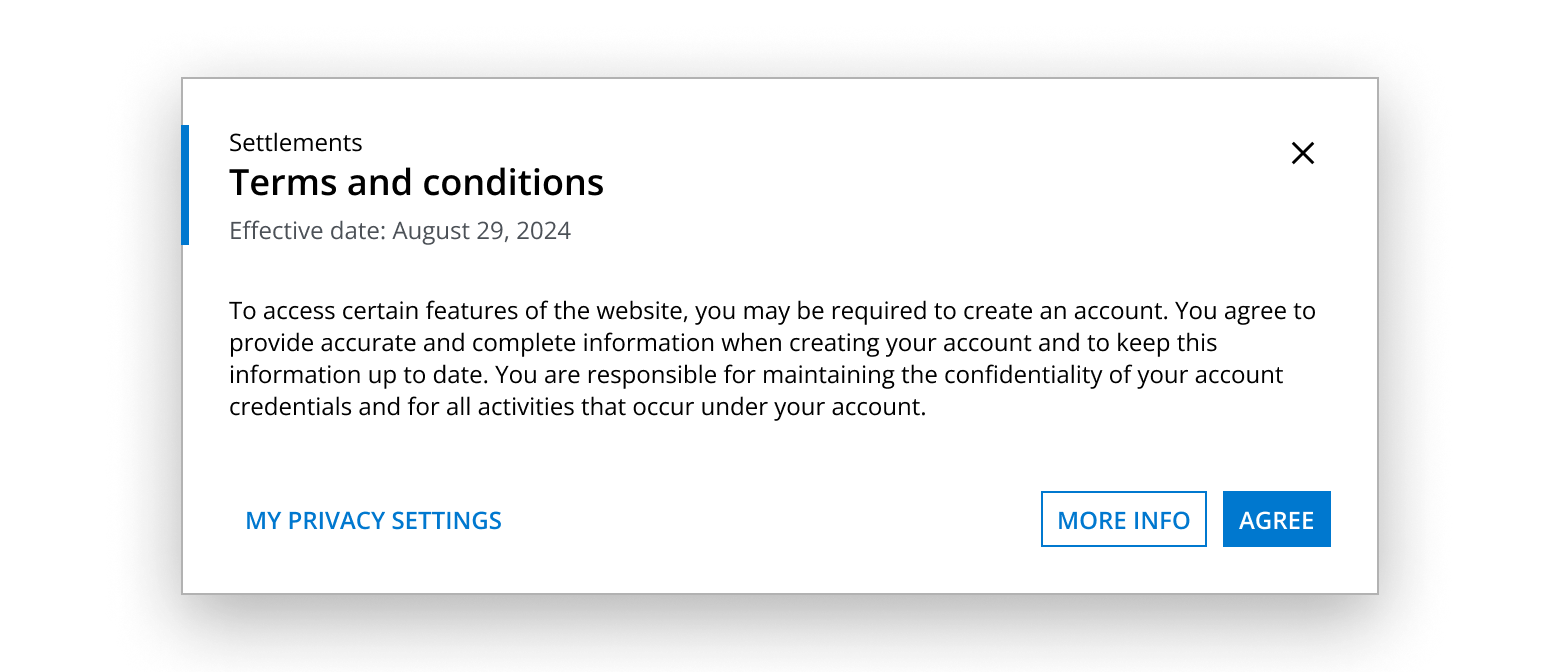 Settlements
Terms and conditions
Effective date: August 29, 2024
To access certain features of the website, you may be required to create an account. You agree to
provide accurate and complete information when creating your account and to keep this
information up to date. You are responsible for maintaining the confidentiality of your account
credentials and for all activities that occur under your account.
MY PRIVACY SETTINGS
MORE INFO
AGREE